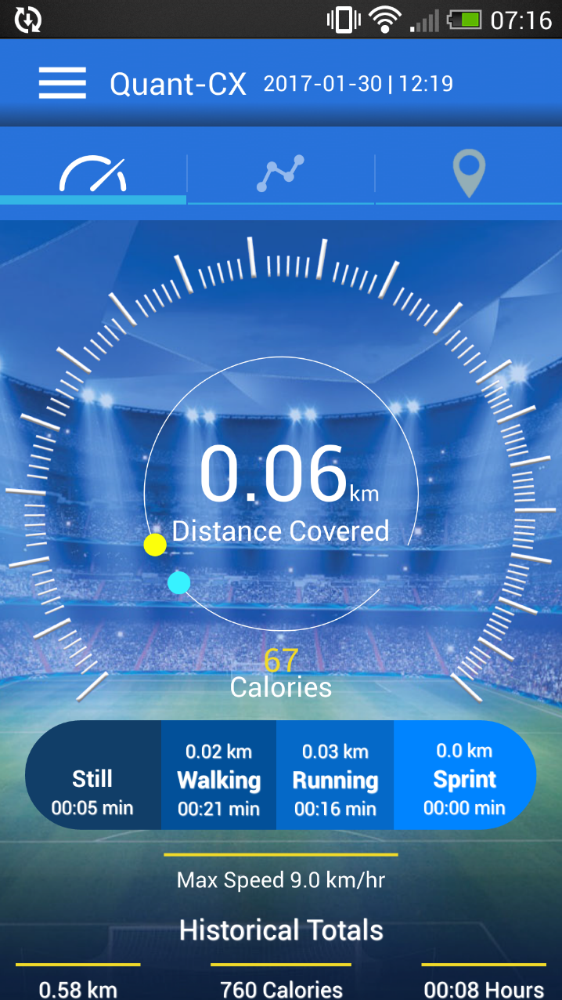 07:16
Quant-CX 2017-01-30 | 12:19
0.06 km
Distance Covered
67
Calories
0.02 km 0.03 km 0.0 km
Still Walking Running Sprint
00:05 min 00:21 min 00:16 min 00:00 min
Max Speed 9.0 km/hr
Historical Totals
0.58 km 760 Calories 00:08 Hours